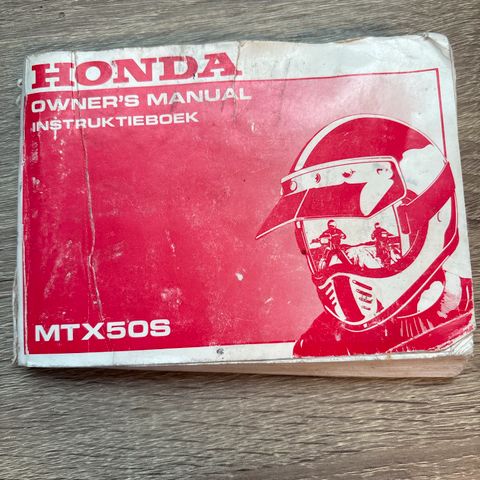 HONDA
OWNER'S MANUAL
INSTRUKTIEBOEK
MTX50S